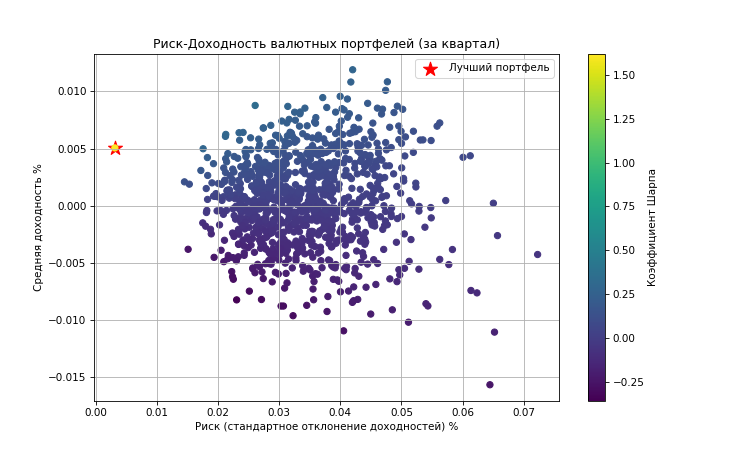 Риск-Доходность валютных портфелей (за квартал)
Лучший портфель
0.010
0.005
0.000
−0.005
−0.010
−0.015
Средняя доходность %
0.00 0.01 0.02 0.03 0.04 0.05 0.06 0.07
Риск (стандартное отклонение доходностей) %
1.50
1.25
1.00
0.75
0.50
0.25
0.00
−0.25
Коэффициент Шарпа